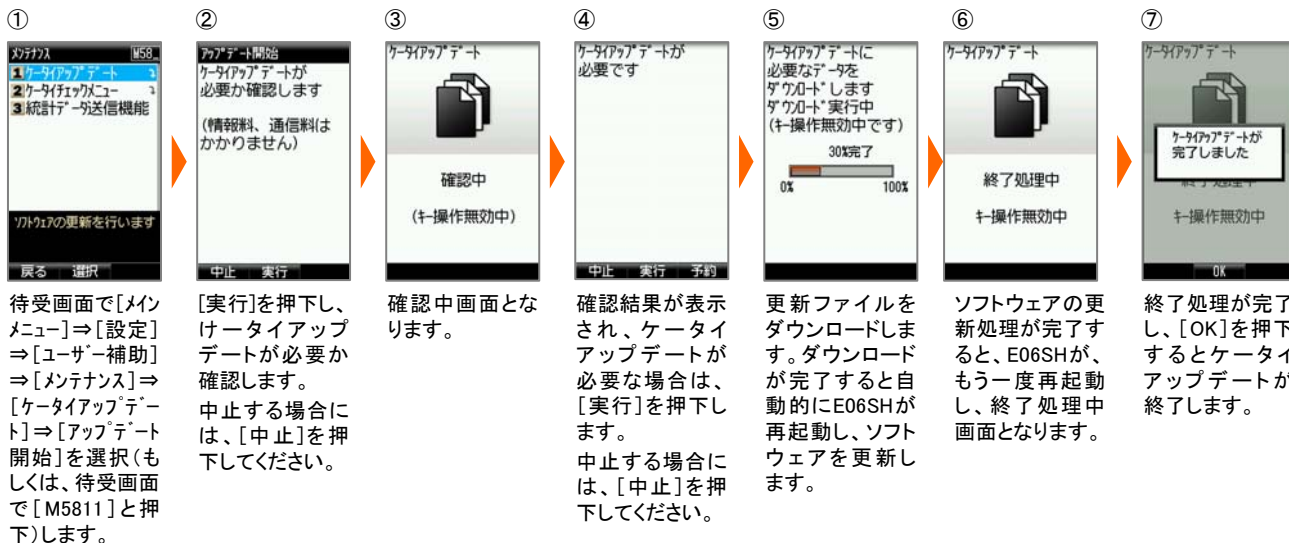 ①
メンテナンス M58_
1ケータイアップデート
2ケータイチェックメニュー
3統計データ送信機能
ソフトウェアの更新を行います
戻る 選択
待受画面で[メイン
メニュー]⇒[設定]
⇒[ユーザー補助]
⇒[メンテナンス]⇒
[ケータイアップデー
ト]⇒[アップデート
開始]を選択(も
しくは、待受画面
で[M5811]と押
下)します。
②
アップデート開始
ケータイアップデートが
必要か確認します
(情報料、通信料は
かかりません)
中止 実行
[実行]を押下し、
けータイアップ
デートが必要か
確認します。
中止する場合に
は、[中止]を押
下してください。
③
ケータイアップデート
確認中
(キー操作無効中)
確認中画面とな
ります。
④
ケータイアップデートが
必要です
中止 実行 予約
確認結果が表示
され、ケータイ
アップデートが
必要な場合は、
[実行]を押下し
ます。
中止する場合に
は、[中止]を押
下してください。
⑤
ケータイアップデートに
必要なデータを
ダウンロードします
ダウンロード実行中
(キー操作無効中です)
30%完了
0% 100%
更新ファイルを
ダウンロードしま
す。ダウンロード
が完了すると自
動的にE06SHが
再起動し、ソフト
ウェアを更新し
ます。
⑥
ケータイアップデート
終了処理中
キー操作無効中
ソフトウェアの更
新処理が完了す
ると、E06SHが、
もう一度再起動
し、終了処理中
画面となります。
⑦
ケータイアップデート
ケータイアップデートが
完了しました
終了処理中
キー操作無効中
OK
終了処理が完了
し、[OK]を押下
するとケータイ
アップデートが
終了します。